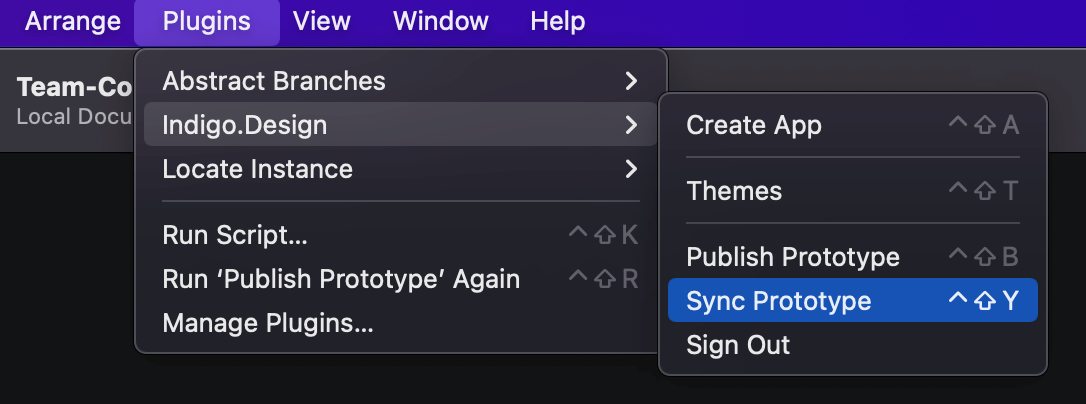 Arrange Plugins View Window Help
Team-Co
Local Docu
Abstract Branches
Indigo.Design
Locate Instance
Run Script... ⌃⇧K
Run ‘Publish Prototype’ Again ⌃⇧R
Manage Plugins...
Create App ⌃⇧A
Themes ⌃⇧T
Publish Prototype ⌃⇧B
Sync Prototype ⌃⇧Y
Sign Out